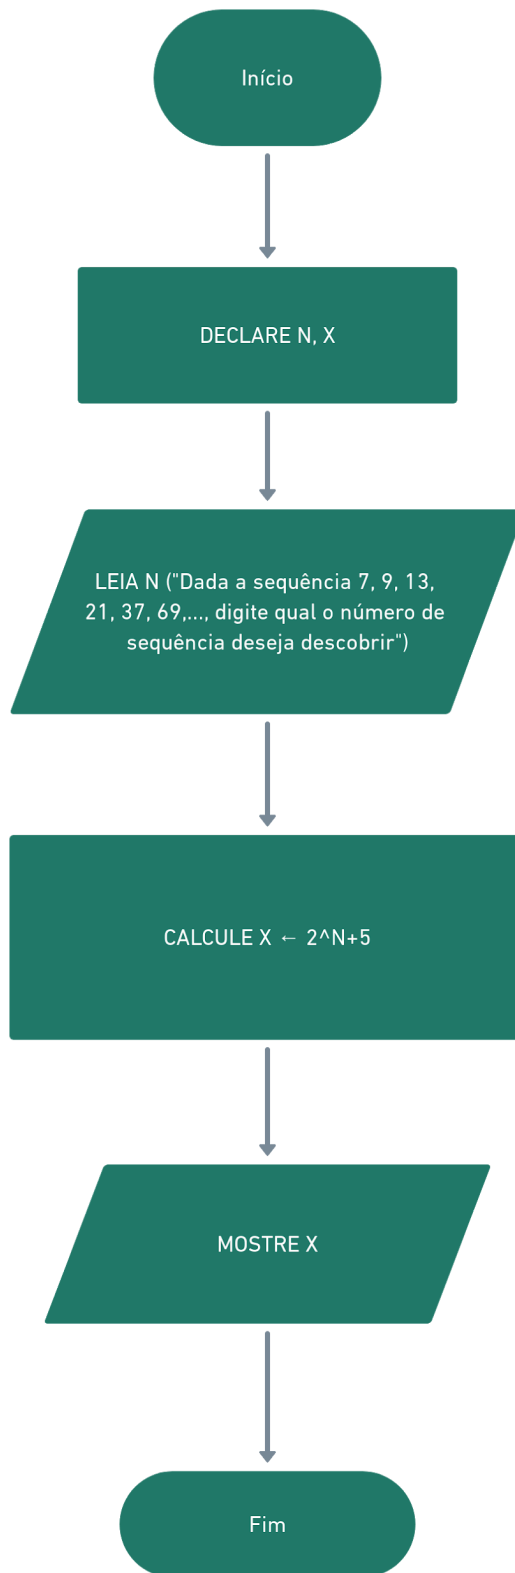 Início
DECLARE N, X
LEIA N ("Dada a sequência 7, 9, 13,
21, 37, 69,..., digite qual o número de
sequência deseja descobrir")
CALCULE X ← 2^N+5
MOSTRE X
Fim